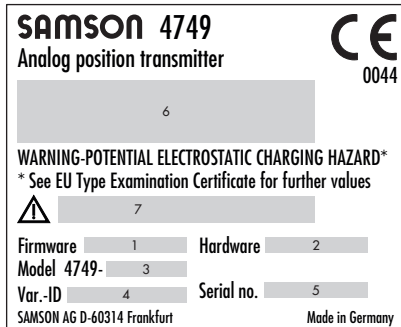 SAMSON 4749
Analog position transmitter
CE
0044
6
WARNING-POTENTIAL ELECTROSTATIC CHARGING HAZARD*
* See EU Type Examination Certificate for further values
7
Firmware 1 Hardware 2
Model 4749- 3
Var.-ID 4 Serial no. 5
SAMSON AG D-60314 Frankfurt Made in Germany